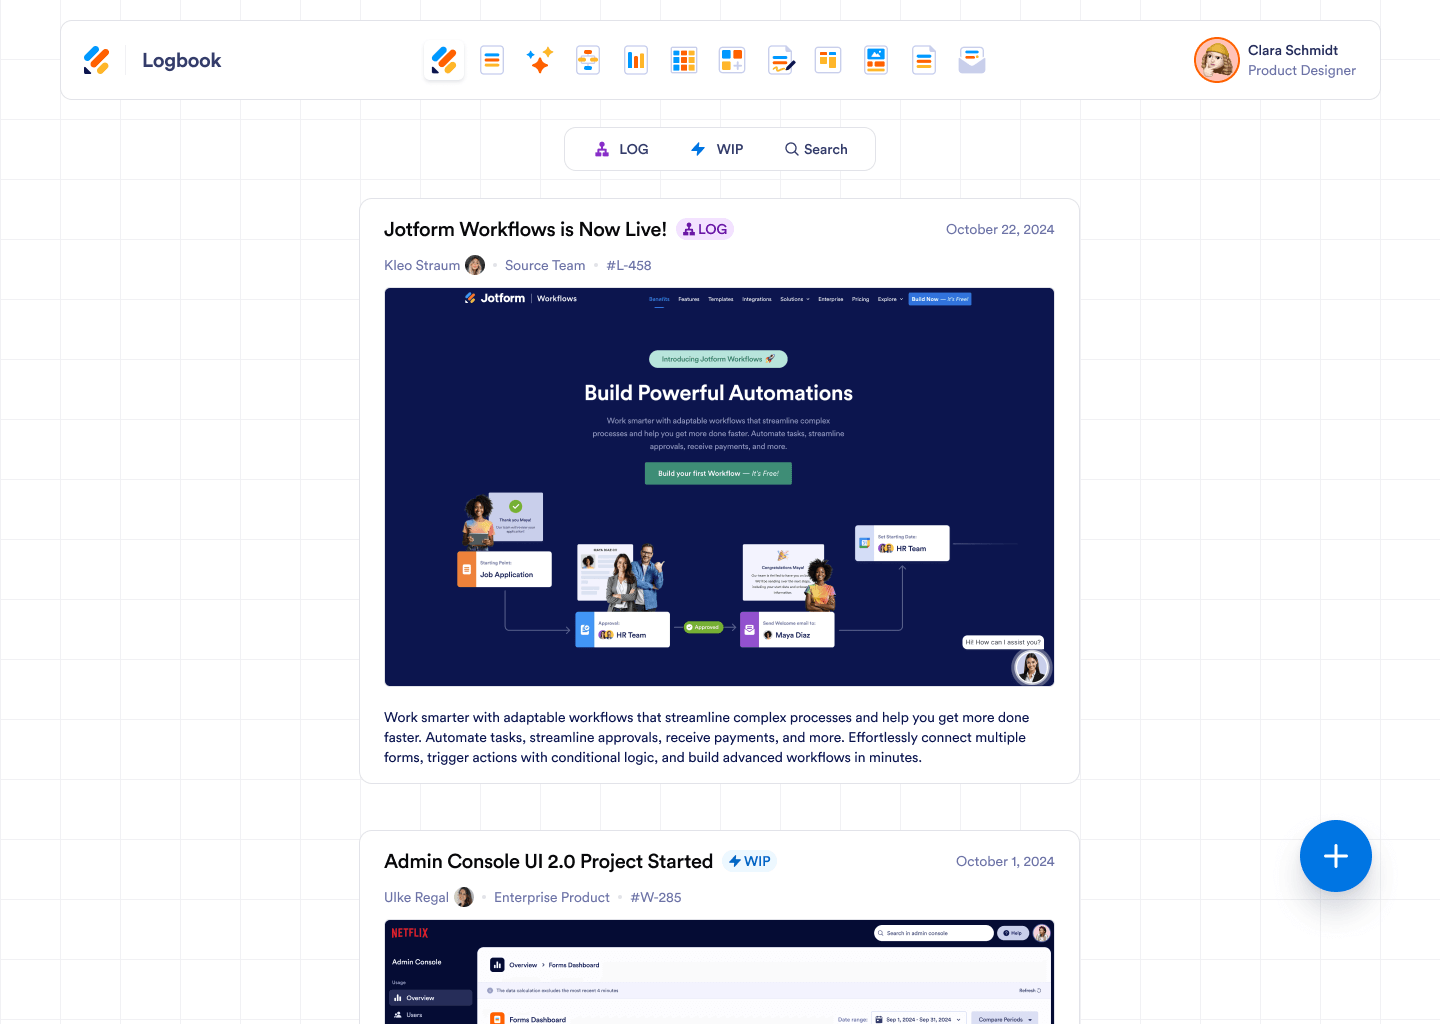 Logbook
Clara Schmidt
Product Designer
LOG
WIP
Search
Jotform Workflows is Now Live!
LOG
October 22, 2024
Kleo Straum
Source Team
#L-458
Jotform
Workflows
Benefits
Features
Templates
Integrations
Solutions
Enterprise
Pricing
Explore
Build Now — It's Free!
Introducing Jotform Workflows
Build Powerful Automations
Work smarter with adaptable workflows that streamline complex
processes and help you get more done faster. Automate tasks, streamline
approvals, receive payments, and more.
Build your first Workflow — It's Free!
Thank you Maya!
Starting Point:
Job Application
MAYA DIAZ CV
Approval:
HR Team
Approved
Congratulations Maya!
Send Welcome email to:
Maya Diaz
Set Starting Date:
HR Team
Hi! How can I assist you?
Work smarter with adaptable workflows that streamline complex processes and help you get more done
faster. Automate tasks, streamline approvals, receive payments, and more. Effortlessly connect multiple
forms, trigger actions with conditional logic, and build advanced workflows in minutes.
Admin Console UI 2.0 Project Started
WIP
October 1, 2024
Ulke Regal
Enterprise Product
#W-285
NETFLIX
Search in admin console
Help
Admin Console
Usage
Overview
Users
Overview > Forms Dashboard
The data calculation excludes the most recent 6 minutes
Refresh
Forms Dashboard
Date range:
Sep 1, 2024 - Sep 31, 2024
Compare Periods